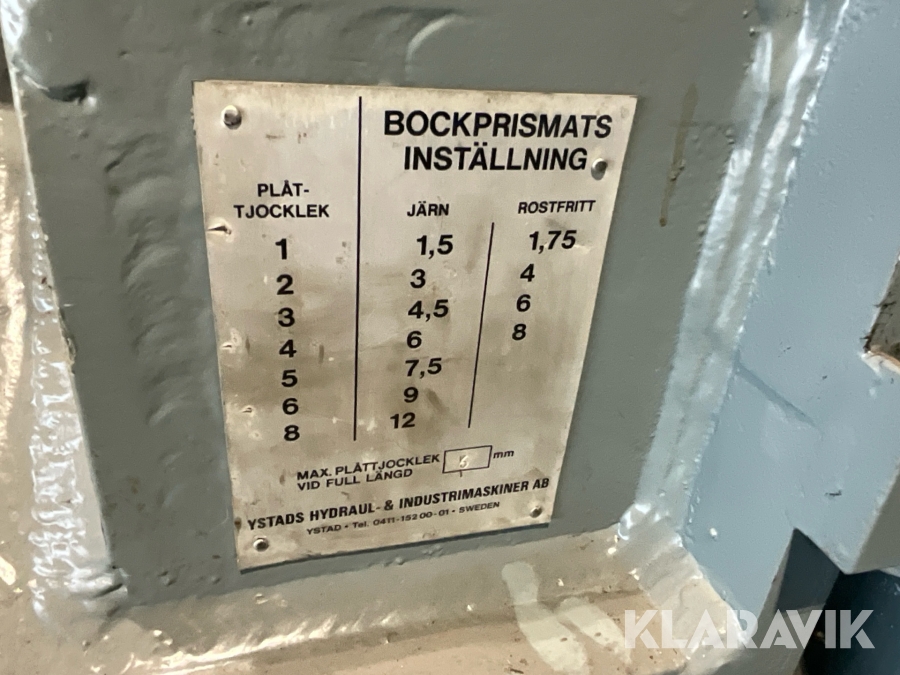 BOCKPRISMATS
INSTÄLLNING
PLÅT-
TJOCKLEK JÄRN ROSTFRITT
1 1,5 1,75
2 3 4
3 4,5 6
4 6 8
5 7,5
6 9
8 12
MAX. PLÅTTJOCKLEK mm
VID FULL LÄNGD
YSTADS HYDRAUL- & INDUSTRIMASKINER AB
YSTAD • Tel. 0411-152 00-01 • SWEDEN
KLARAVIK